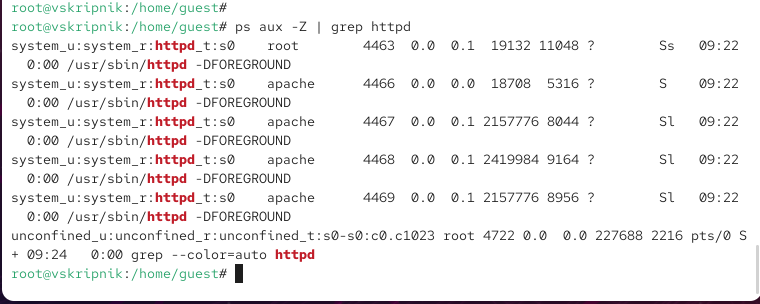 root@vskripnik:/home/guest#
root@vskripnik:/home/guest# ps aux -Z | grep httpd
system_u:system_r:httpd_t:s0    root        4463  0.0  0.1  19132 11048 ?        Ss   09:22
  0:00 /usr/sbin/httpd -DFOREGROUND
system_u:system_r:httpd_t:s0    apache      4466  0.0  0.0  18708  5316 ?        S    09:22
  0:00 /usr/sbin/httpd -DFOREGROUND
system_u:system_r:httpd_t:s0    apache      4467  0.0  0.1 2157776 8044 ?        Sl   09:22
  0:00 /usr/sbin/httpd -DFOREGROUND
system_u:system_r:httpd_t:s0    apache      4468  0.0  0.1 2419984 9164 ?        Sl   09:22
  0:00 /usr/sbin/httpd -DFOREGROUND
system_u:system_r:httpd_t:s0    apache      4469  0.0  0.1 2157776 8956 ?        Sl   09:22
  0:00 /usr/sbin/httpd -DFOREGROUND
unconfined_u:unconfined_r:unconfined_t:s0-s0:c0.c1023 root 4722 0.0  0.0 227688 2216 pts/0 S
+ 09:24   0:00 grep --color=auto httpd
root@vskripnik:/home/guest#